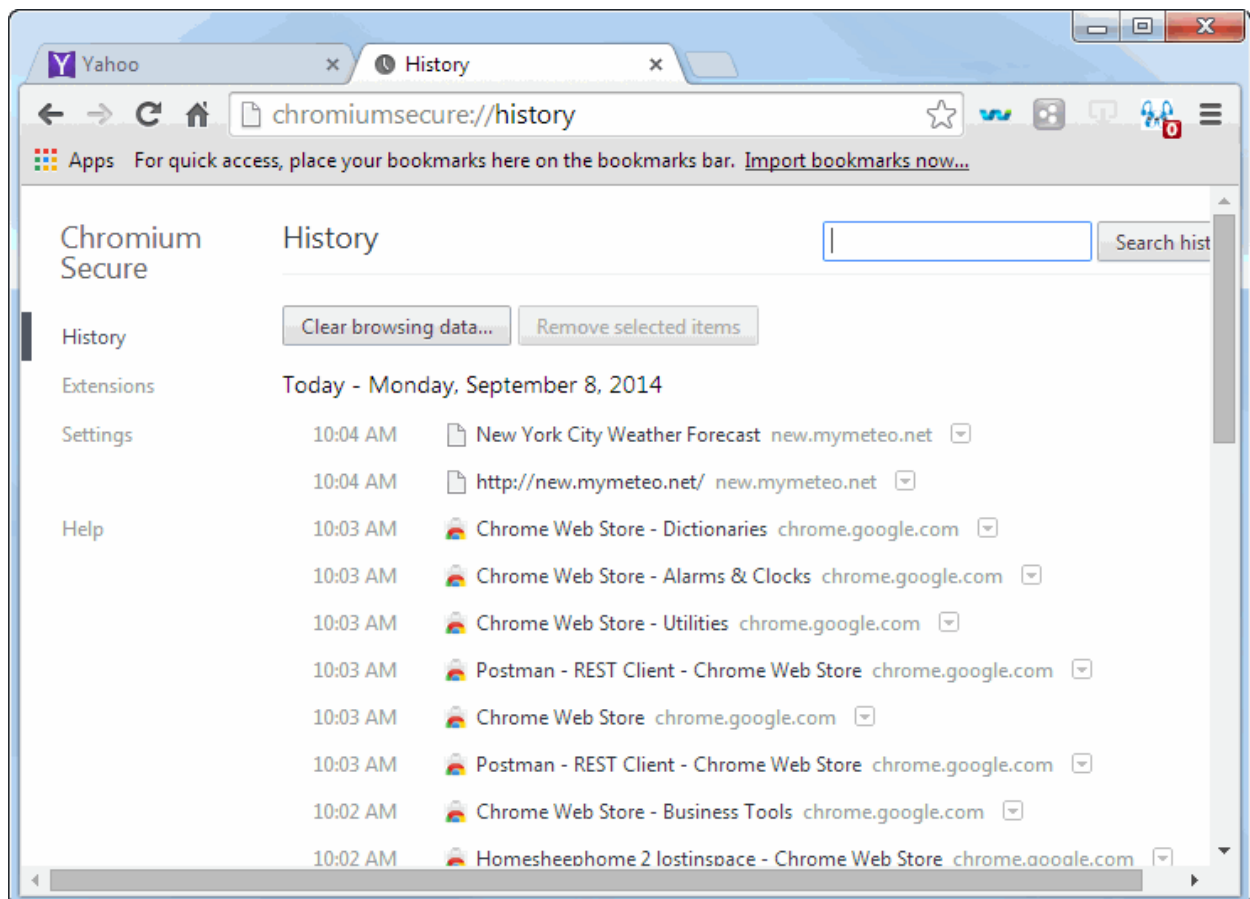 Yahoo
History
chromiumsecure://history
0
Apps For quick access, place your bookmarks here on the bookmarks bar. Import bookmarks now...
Chromium
Secure
History
Search hist
Clear browsing data... Remove selected items
History
Extensions
Settings
Help
Today - Monday, September 8, 2014
10:04 AM New York City Weather Forecast new.mymeteo.net
10:04 AM http://new.mymeteo.net/ new.mymeteo.net
10:03 AM Chrome Web Store - Dictionaries chrome.google.com
10:03 AM Chrome Web Store - Alarms & Clocks chrome.google.com
10:03 AM Chrome Web Store - Utilities chrome.google.com
10:03 AM Postman - REST Client - Chrome Web Store chrome.google.com
10:03 AM Chrome Web Store chrome.google.com
10:03 AM Postman - REST Client - Chrome Web Store chrome.google.com
10:02 AM Chrome Web Store - Business Tools chrome.google.com
10:02 AM Homesheephome 2 lostinspace - Chrome Web Store chrome.google.com